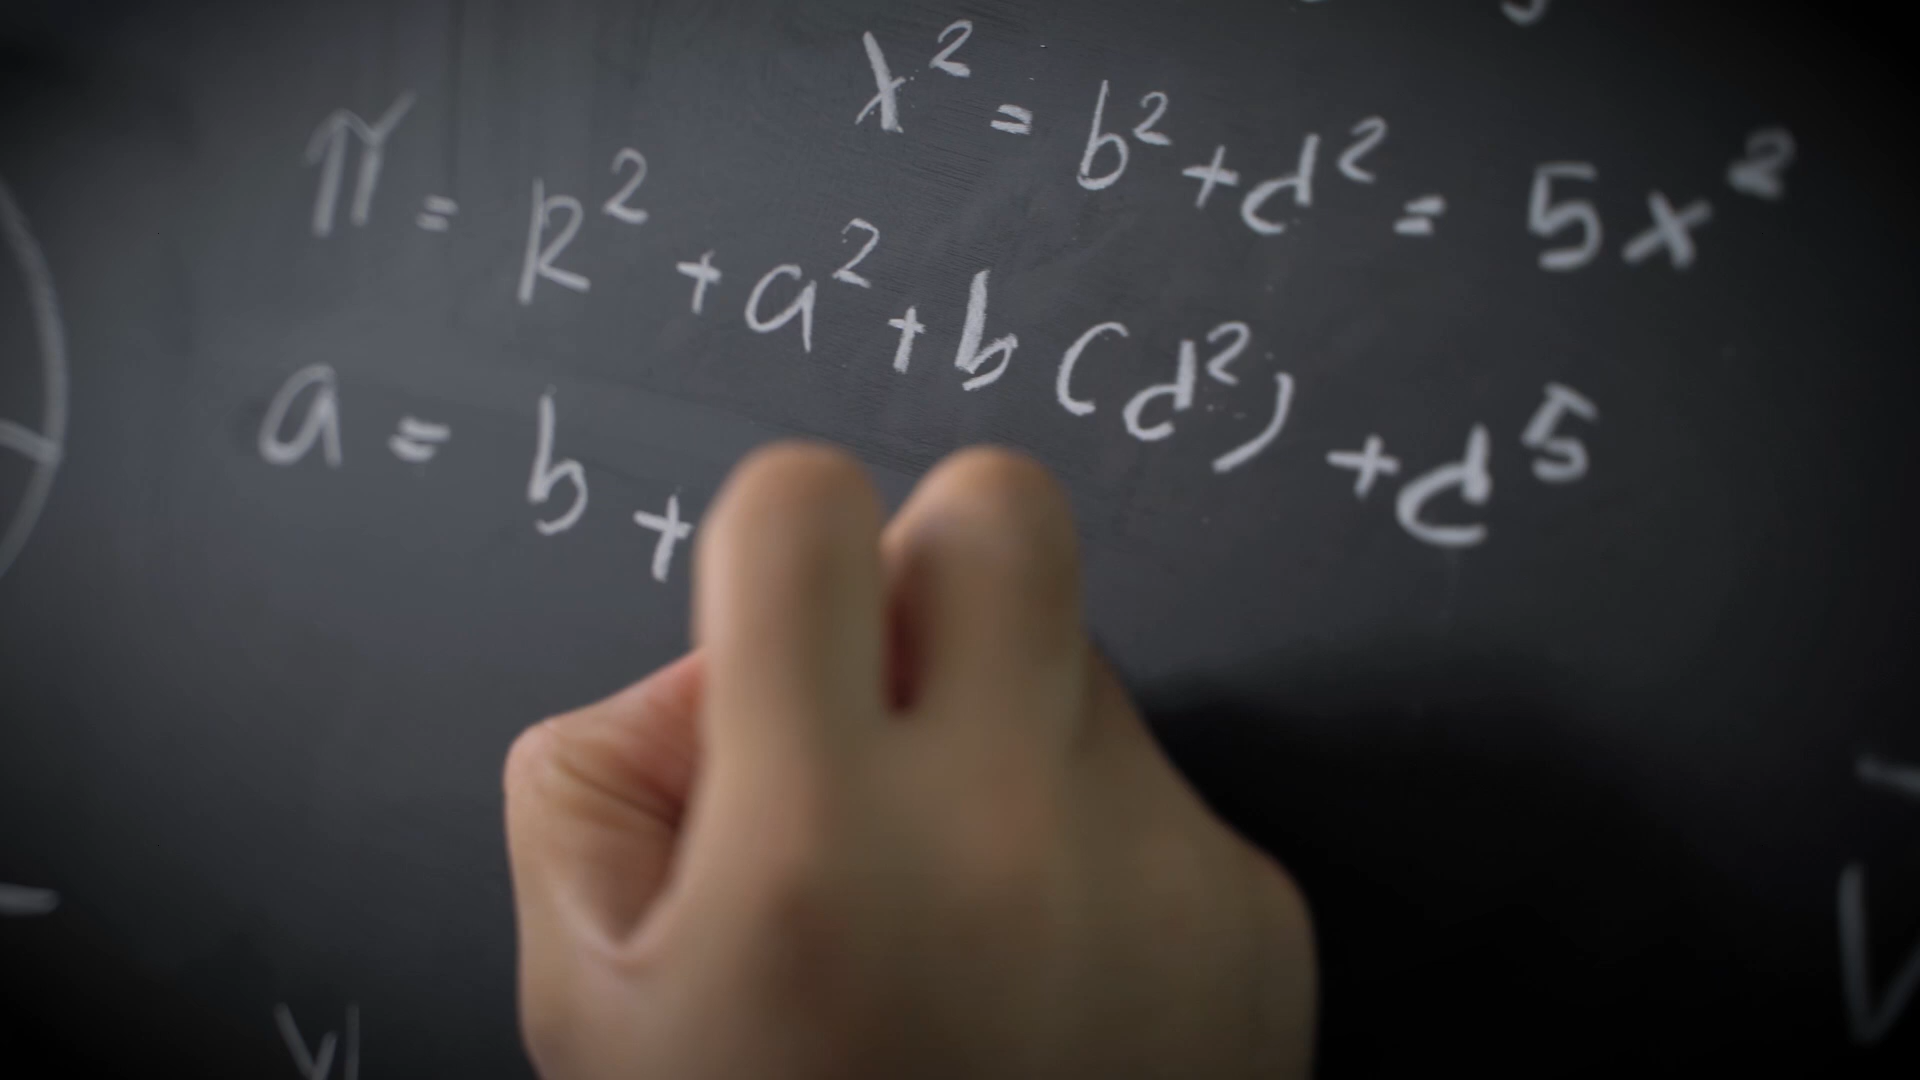 x² = b² + d² = 5x²
π = R² + a² + b (d²) + d⁵
a = b +